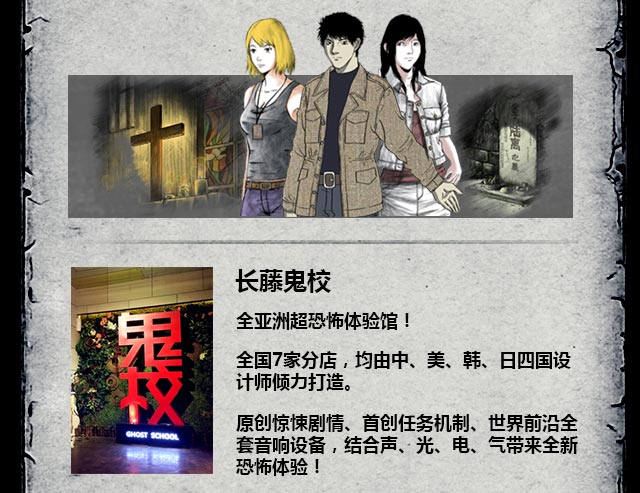 陆寓之墓
长藤鬼校
全亚洲超恐怖体验馆！
鬼校
GHOST SCHOOL
全国7家分店，均由中、美、韩、日四国设
计师倾力打造。
原创惊悚剧情、首创任务机制、世界前沿全
套音响设备，结合声、光、电、气带来全新
恐怖体验！